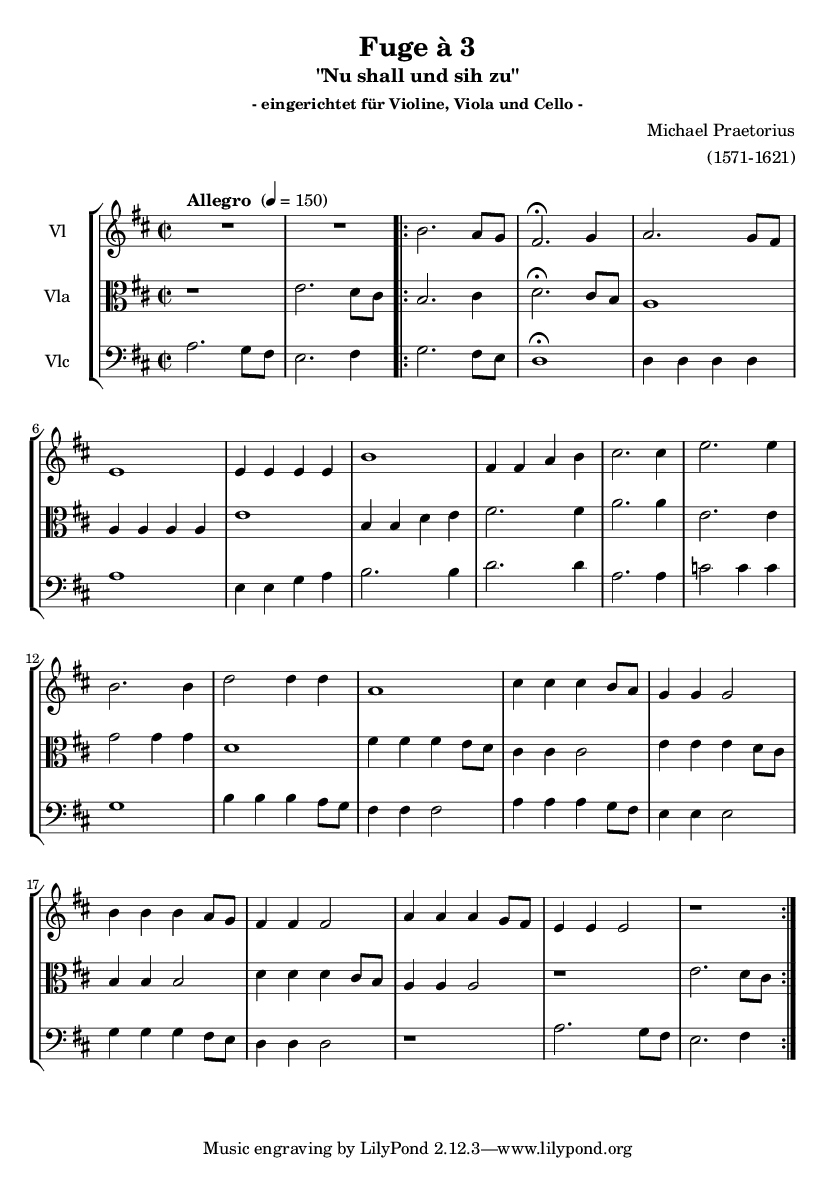 Fuge à 3
"Nu shall und sih zu"
- eingerichtet für Violine, Viola und Cello -
Michael Praetorius
(1571-1621)
Allegro (♩ = 150)
Vl
Vla
Vlc
6
12
17
Music engraving by LilyPond 2.12.3—www.lilypond.org